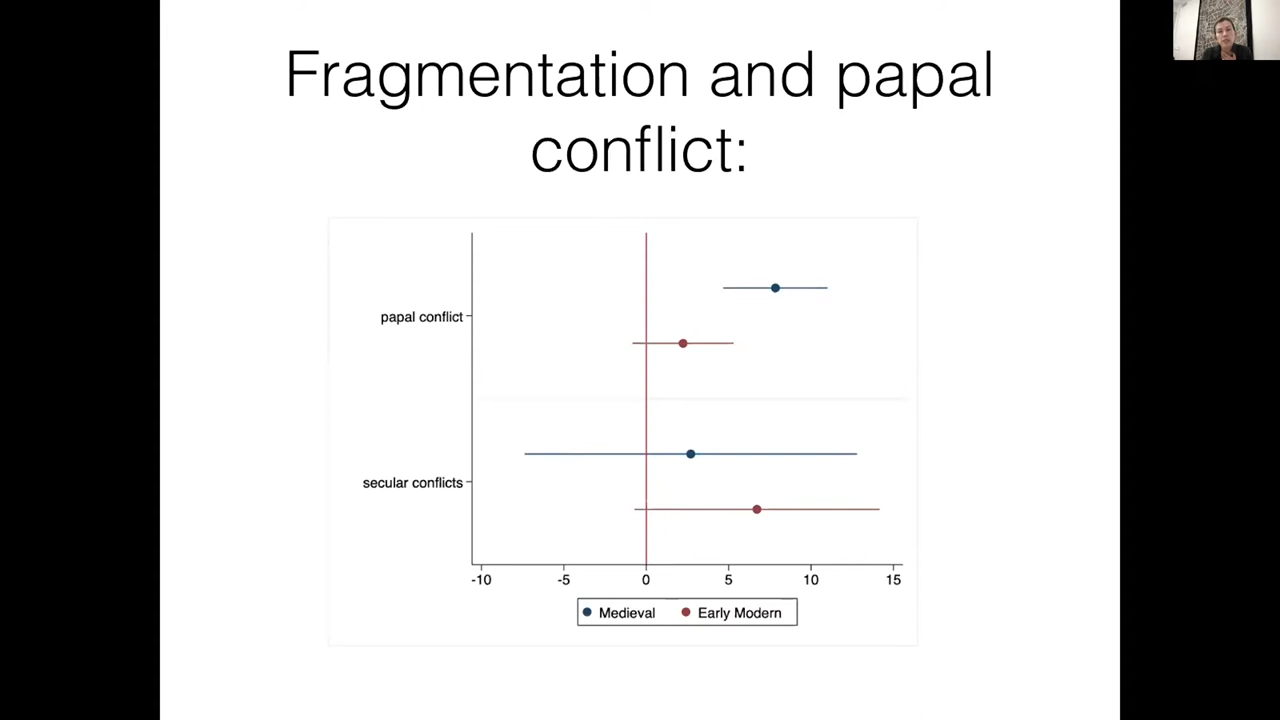 Fragmentation and papal
conflict:
papal conflict
secular conflicts
-10 -5 0 5 10 15
Medieval Early Modern